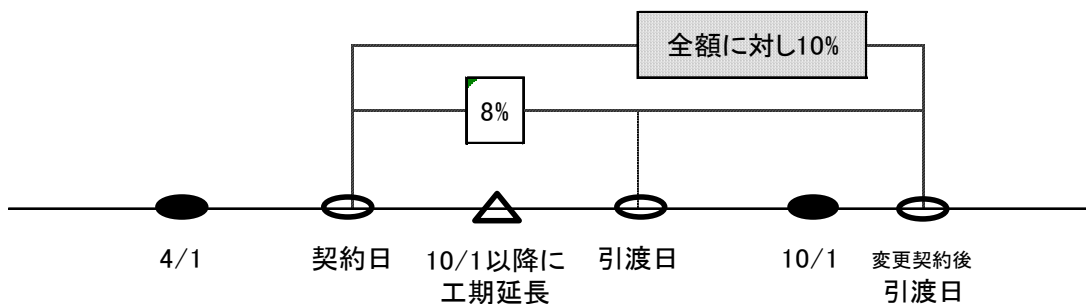 全額に対し10%
8%
4/1
契約日
10/1以降に
工期延長
引渡日
10/1
変更契約後
引渡日